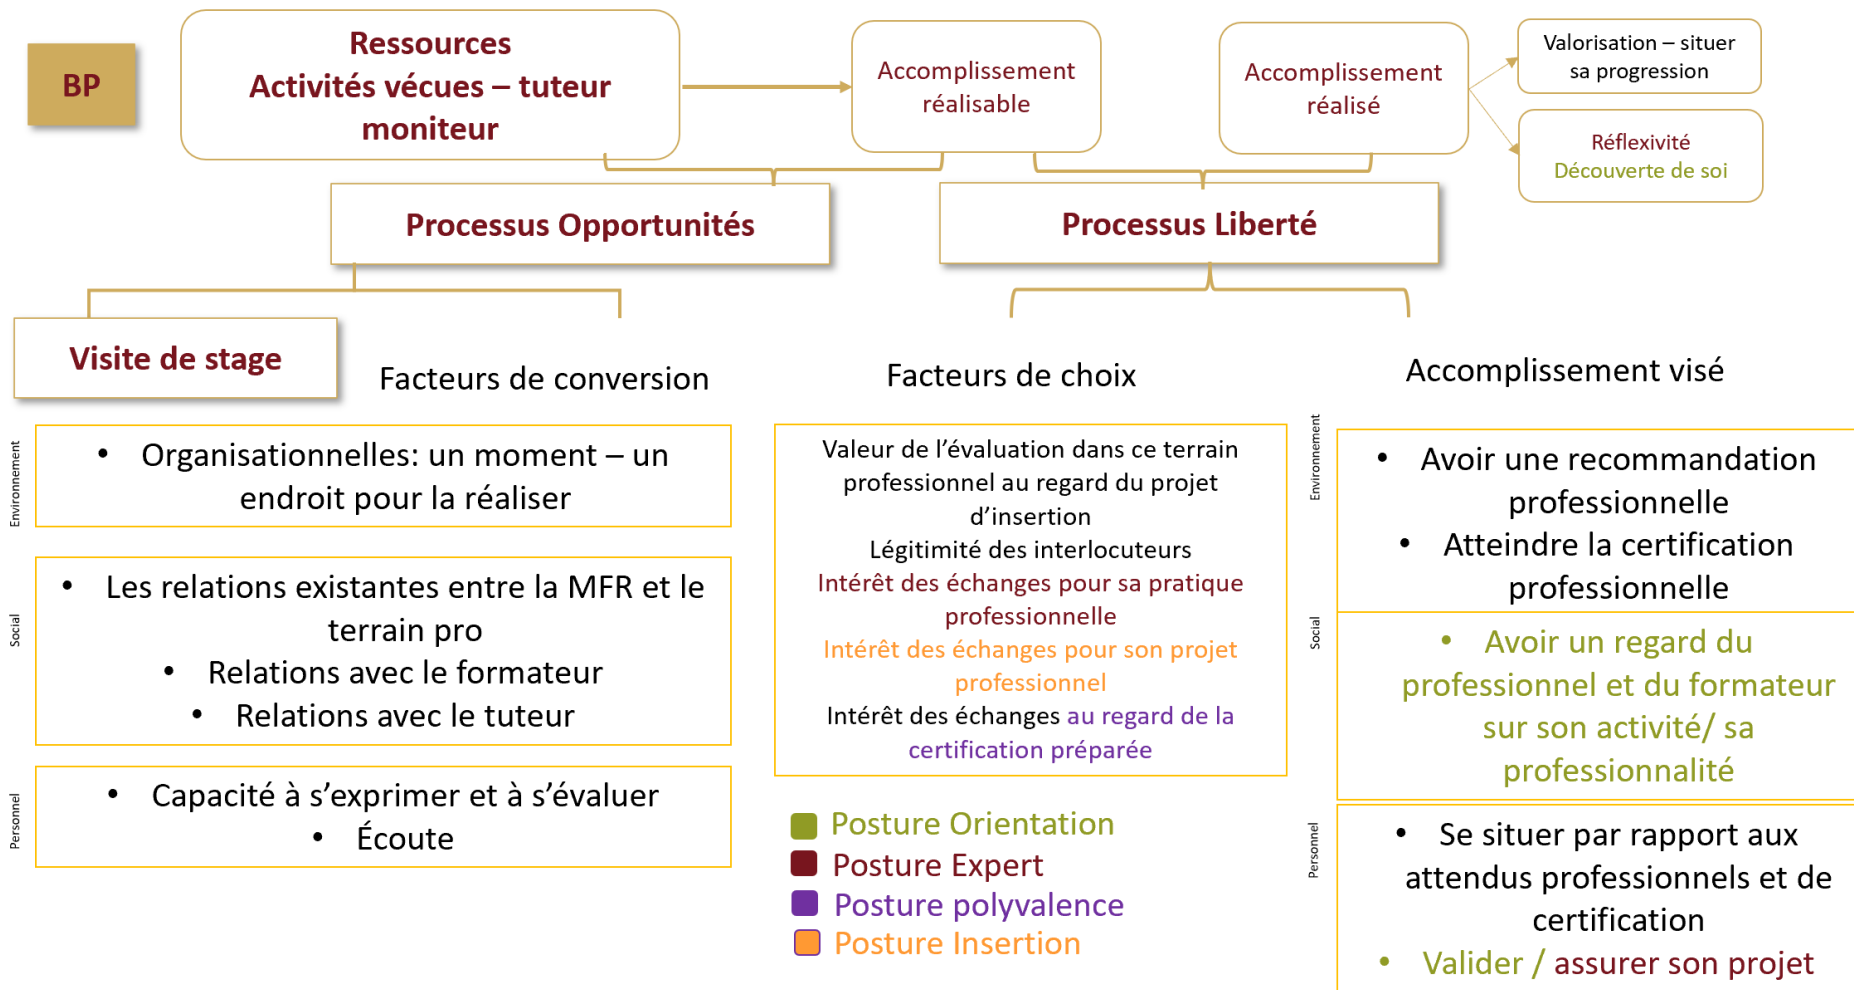 BP
Ressources
Activités vécues – tuteur
moniteur
Accomplissement
réalisable
Accomplissement
réalisé
Valorisation – situer
sa progression
Réflexivité
Découverte de soi
Processus Opportunités
Processus Liberté
Visite de stage
Facteurs de conversion
Facteurs de choix
Accomplissement visé
Environnement
• Organisationnelles: un moment – un
endroit pour la réaliser
Social
• Les relations existantes entre la MFR et le
terrain pro
• Relations avec le formateur
• Relations avec le tuteur
Personnel
• Capacité à s’exprimer et à s’évaluer
• Écoute
Valeur de l’évaluation dans ce terrain
professionnel au regard du projet
d’insertion
Légitimité des interlocuteurs
Intérêt des échanges pour sa pratique
professionnelle
Intérêt des échanges pour son projet
professionnel
Intérêt des échanges au regard de la
certification préparée
Posture Orientation
Posture Expert
Posture polyvalence
Posture Insertion
Environnement
• Avoir une recommandation
professionnelle
• Atteindre la certification
professionnelle
Social
• Avoir un regard du
professionnel et du formateur
sur son activité/ sa
professionnalité
Personnel
• Se situer par rapport aux
attendus professionnels et de
certification
• Valider / assurer son projet